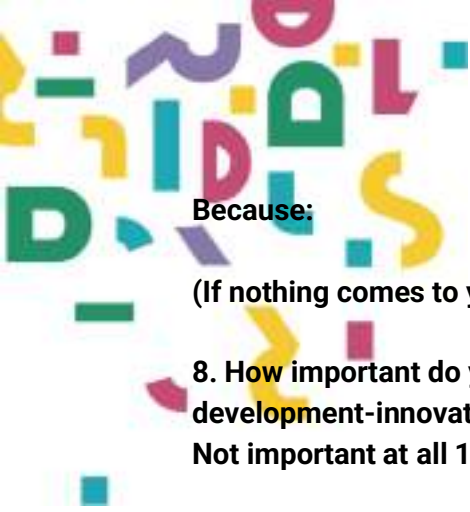 Because:
(If nothing comes to y
8. How important do y
development-innovat
Not important at all 1